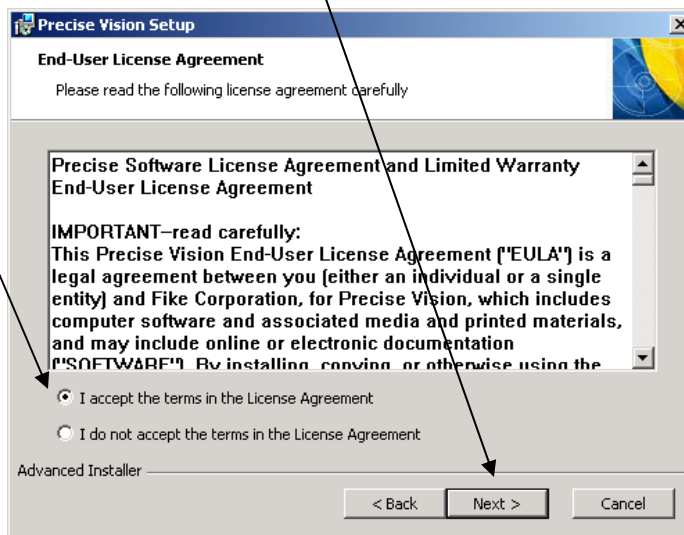 Precise Vision Setup
End-User License Agreement
Please read the following license agreement carefully
Precise Software License Agreement and Limited Warranty
End-User License Agreement
IMPORTANT–read carefully:
This Precise Vision End-User License Agreement ("EULA") is a
legal agreement between you (either an individual or a single
entity) and Fike Corporation, for Precise Vision, which includes
computer software and associated media and printed materials,
and may include online or electronic documentation
("SOFTWARE"). By installing, copying, or otherwise using the
I accept the terms in the License Agreement
I do not accept the terms in the License Agreement
Advanced Installer
< Back Next > Cancel